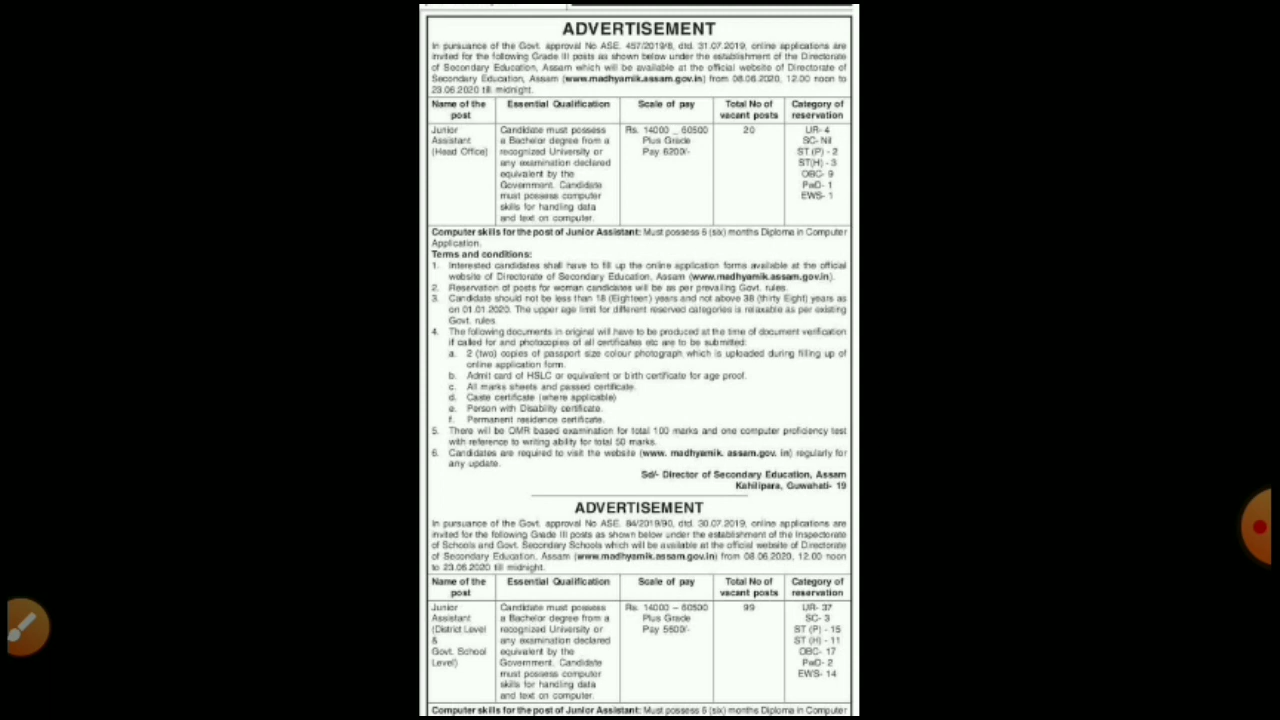 ADVERTISEMENT
In pursuance of the Govt. approval No ASE. 457/2019/8, dtd. 31.07.2019, online applications are
invited for the following Grade III posts as shown below under the establishment of the Directorate
of Secondary Education, Assam which will be available at the official website of Directorate of
Secondary Education, Assam (www.madhyamik.assam.gov.in) from 08.06.2020, 12.00 noon to
23.06.2020 till midnight.
Name of the post
Essential Qualification
Scale of pay
Total No of vacant posts
Category of reservation
Junior
Assistant
(Head Office)
Candidate must possess
a Bachelor degree from a
recognized University or
any examination declared
equivalent by the
Government. Candidate
must possess computer
skills for handling data
and text on computer.
Rs. 14000 _ 60500
Plus Grade
Pay 6200/-
20
UR- 4
SC- Nil
ST (P) - 2
ST(H) - 3
OBC- 9
PwD- 1
EWS- 1
Computer skills for the post of Junior Assistant: Must possess 6 (six) months Diploma in Computer
Application.
Terms and conditions:
1. Interested candidates shall have to fill up the online application forms available at the official
website of Directorate of Secondary Education, Assam (www.madhyamik.assam.gov.in).
2. Reservation of posts for woman candidates will be as per prevailing Govt. rules.
3. Candidate should not be less than 18 (Eighteen) years and not above 38 (thirty Eight) years as
on 01.01.2020. The upper age limit for different reserved categories is relaxable as per existing
Govt. rules.
4. The following documents in original will have to be produced at the time of document verification
if called for and photocopies of all certificates etc are to be submitted:
a. 2 (two) copies of passport size colour photograph which is uploaded during filling up of
online application form.
b. Admit card of HSLC or equivalent or birth certificate for age proof.
c. All marks sheets and passed certificate.
d. Caste certificate (where applicable)
e. Person with Disability certificate.
f. Permanent residence certificate.
5. There will be OMR based examination for total 100 marks and one computer proficiency test
with reference to writing ability for total 50 marks.
6. Candidates are required to visit the website (www. madhyamik. assam.gov. in) regularly for
any update.
Sd/- Director of Secondary Education, Assam
Kahilipara, Guwahati- 19
ADVERTISEMENT
In pursuance of the Govt. approval No ASE. 84/2019/90, dtd. 30.07.2019, online applications are
invited for the following Grade III posts as shown below under the establishment of the Inspectorate
of Schools and Govt. Secondary Schools which will be available at the official website of Directorate
of Secondary Education, Assam (www.madhyamik.assam.gov.in) from 08.06.2020, 12.00 noon
to 23.06.2020 till midnight.
Name of the post
Essential Qualification
Scale of pay
Total No of vacant posts
Category of reservation
Junior
Assistant
(District Level
&
Govt. School
Level)
Candidate must possess
a Bachelor degree from a
recognized University or
any examination declared
equivalent by the
Government. Candidate
must possess computer
skills for handling data
and text on computer.
Rs. 14000 – 60500
Plus Grade
Pay 5600/-
99
UR- 37
SC- 3
ST (P) - 15
ST (H) - 11
OBC- 17
PwD- 2
EWS- 14
Computer skills for the post of Junior Assistant: Must possess 6 (six) months Diploma in Computer